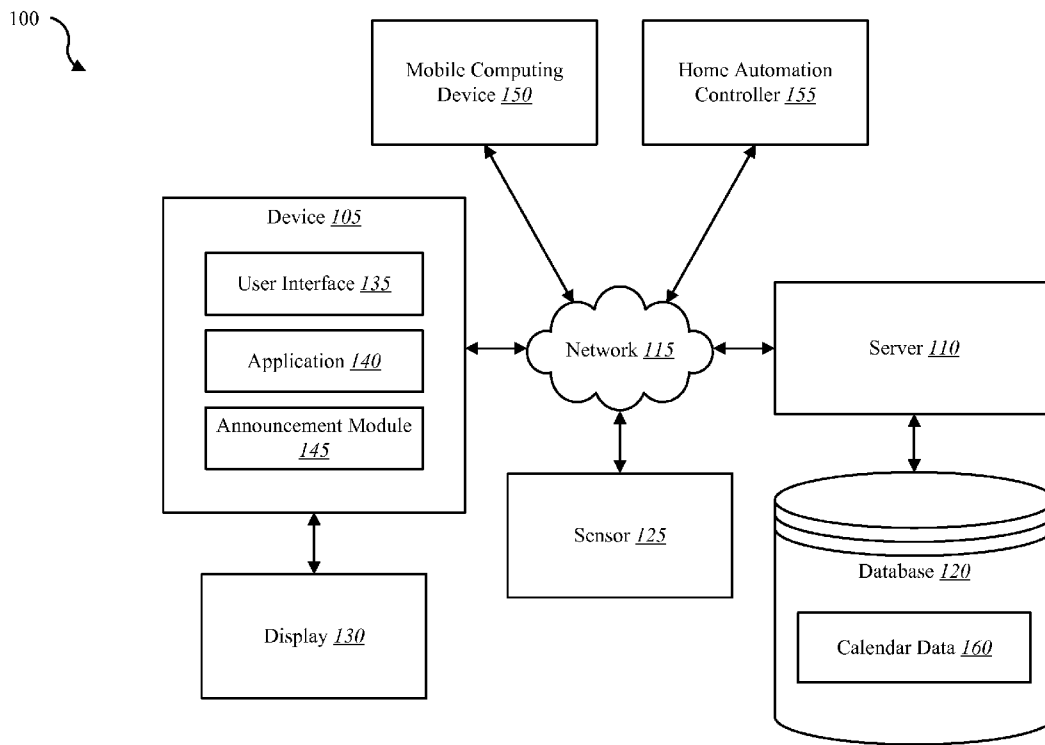 100
Mobile Computing
Device 150
Home Automation
Controller 155
Device 105
User Interface 135
Application 140
Announcement Module
145
Network 115
Server 110
Sensor 125
Display 130
Database 120
Calendar Data 160